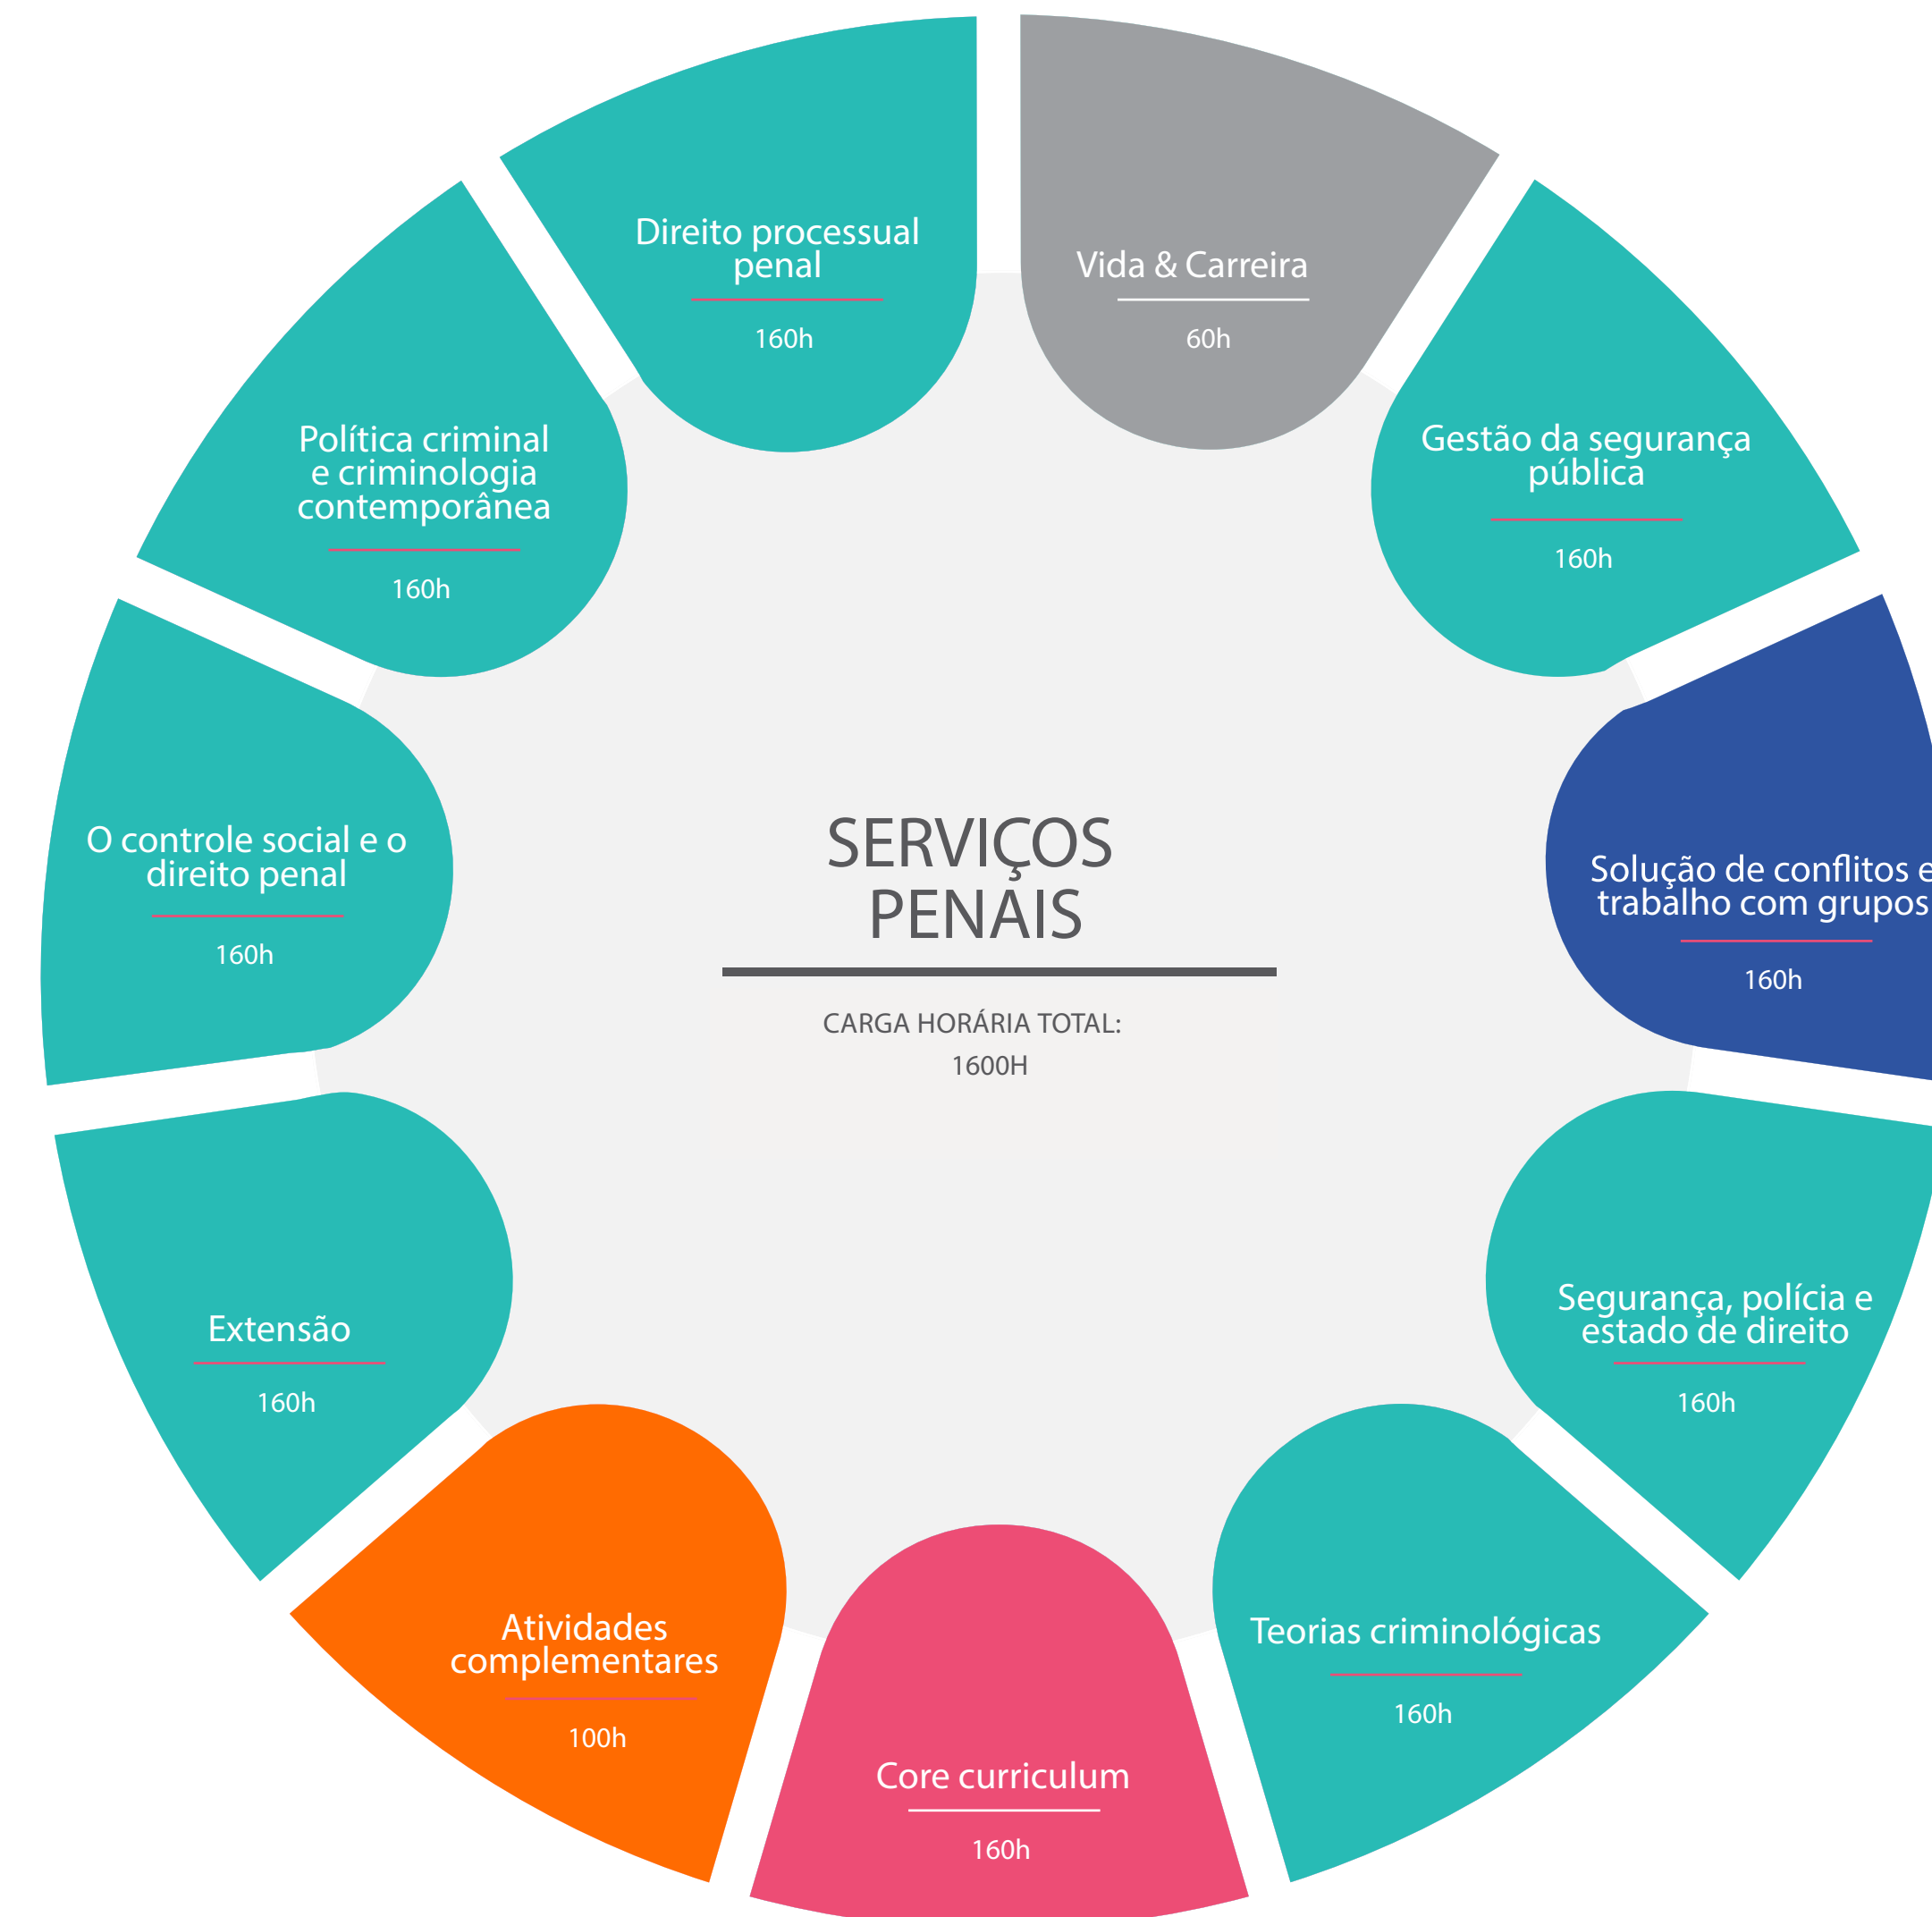 Direito processual
penal
160h
Vida & Carreira
60h
Gestão da segurança
pública
160h
Solução de conflitos e
trabalho com grupos
160h
Segurança, polícia e
estado de direito
160h
Teorias criminológicas
160h
Core curriculum
160h
Atividades
complementares
100h
Extensão
160h
O controle social e o
direito penal
160h
Política criminal
e criminologia
contemporânea
160h
SERVIÇOS
PENAIS
CARGA HORÁRIA TOTAL:
1600H